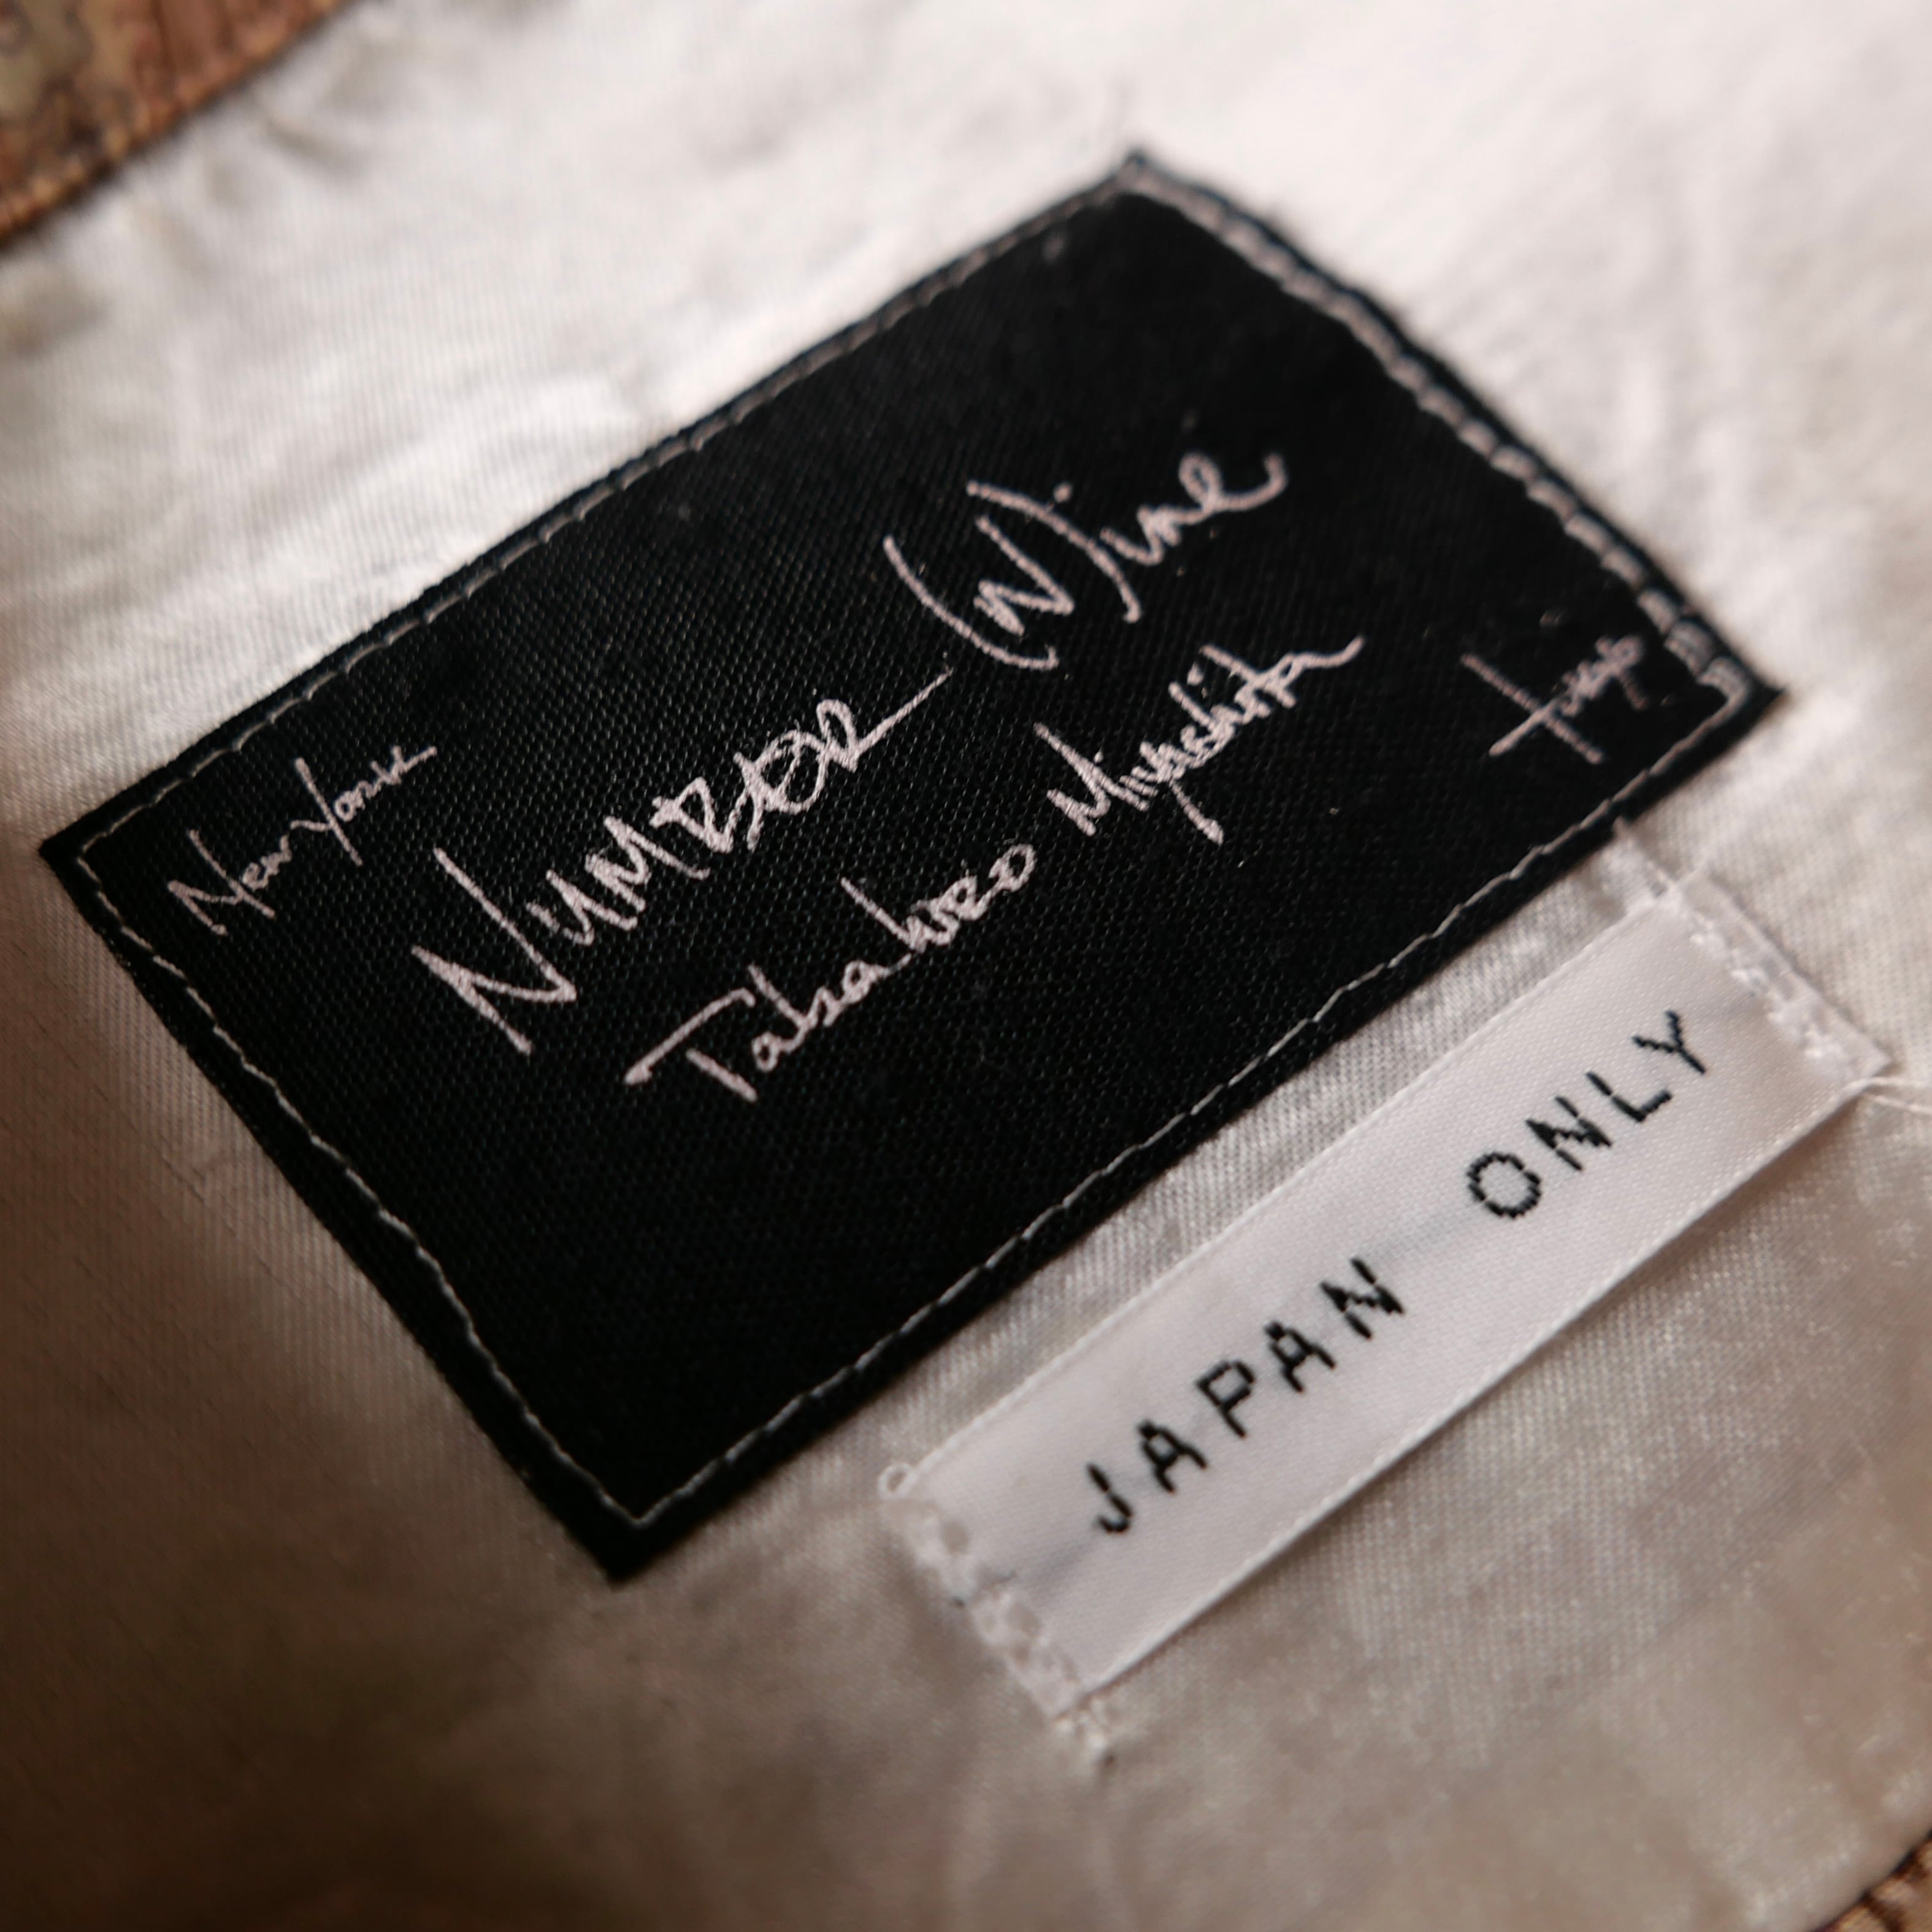 New York
NUMBER (N)ine
Takahiro Miyashita
Tokyo
JAPAN ONLY